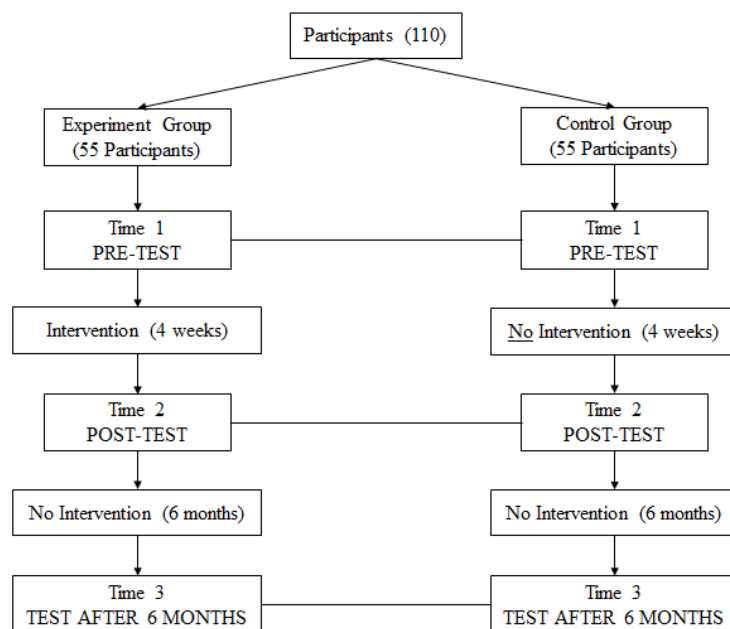 Participants (110)
Experiment Group
(55 Participants)
Control Group
(55 Participants)
Time 1
PRE-TEST
Time 1
PRE-TEST
Intervention (4 weeks)
No Intervention (4 weeks)
Time 2
POST-TEST
Time 2
POST-TEST
No Intervention (6 months)
No Intervention (6 months)
Time 3
TEST AFTER 6 MONTHS
Time 3
TEST AFTER 6 MONTHS